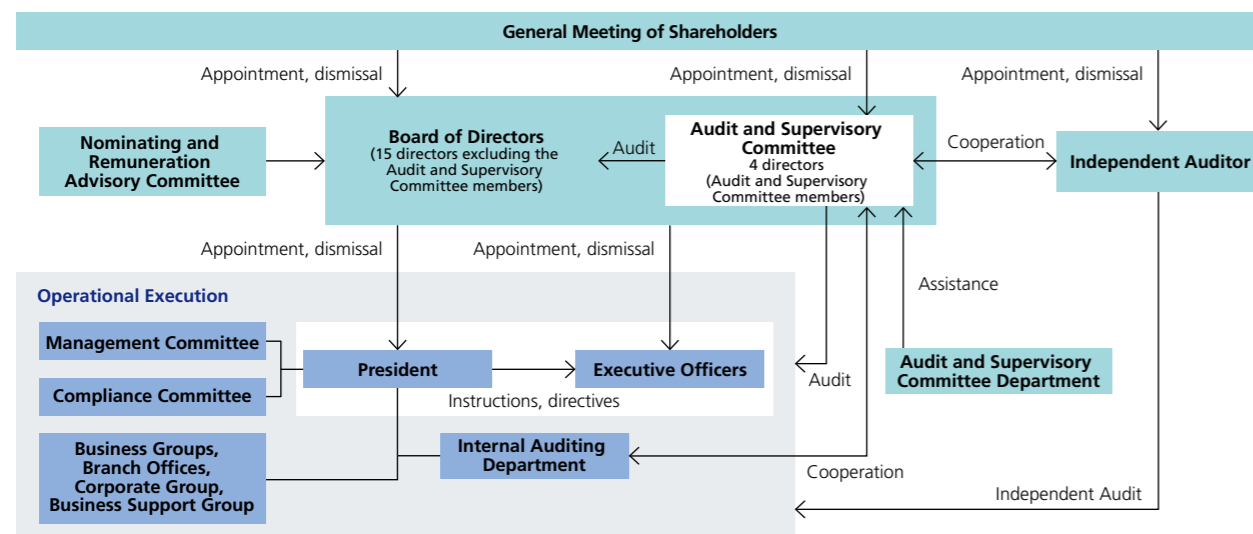 General Meeting of Shareholders
Appointment, dismissal
Appointment, dismissal
Appointment, dismissal
Nominating and
Remuneration
Advisory Committee
Board of Directors
(15 directors excluding the
Audit and Supervisory
Committee members)
Audit
Audit and Supervisory
Committee
4 directors
(Audit and Supervisory
Committee members)
Cooperation
Independent Auditor
Appointment, dismissal
Appointment, dismissal
Assistance
Operational Execution
Management Committee
Compliance Committee
President
Executive Officers
Instructions, directives
Audit
Audit and Supervisory
Committee Department
Business Groups,
Branch Offices,
Corporate Group,
Business Support Group
Internal Auditing
Department
Cooperation
Independent Audit